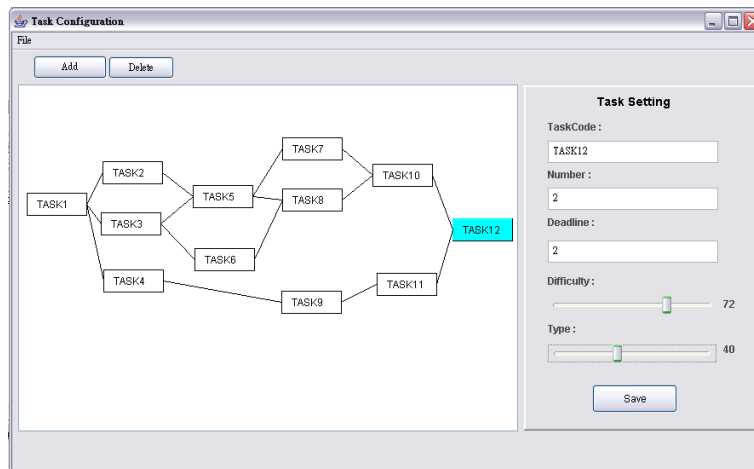 Task Configuration
File
Add
Delete
TASK1
TASK2
TASK3
TASK4
TASK5
TASK6
TASK7
TASK8
TASK9
TASK10
TASK11
TASK12
Task Setting
TaskCode :
TASK12
Number :
2
Deadline :
2
Difficulty :
72
Type :
40
Save